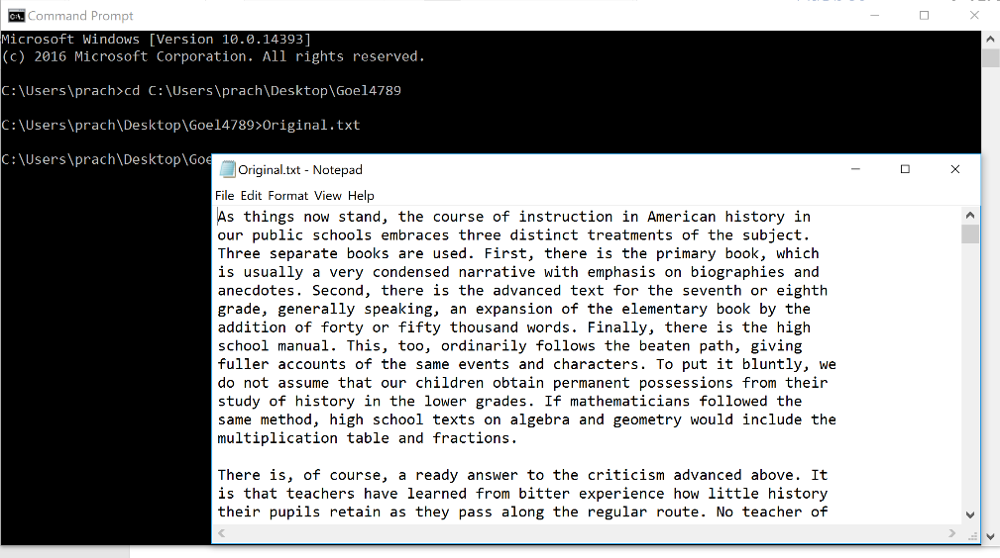 Command Prompt
Microsoft Windows [Version 10.0.14393]
(c) 2016 Microsoft Corporation. All rights reserved.
C:\Users\prach>cd C:\Users\prach\Desktop\Goel4789
C:\Users\prach\Desktop\Goel4789>Original.txt
C:\Users\prach\Desktop\Goe
Original.txt - Notepad
File Edit Format View Help
As things now stand, the course of instruction in American history in
our public schools embraces three distinct treatments of the subject.
Three separate books are used. First, there is the primary book, which
is usually a very condensed narrative with emphasis on biographies and
anecdotes. Second, there is the advanced text for the seventh or eighth
grade, generally speaking, an expansion of the elementary book by the
addition of forty or fifty thousand words. Finally, there is the high
school manual. This, too, ordinarily follows the beaten path, giving
fuller accounts of the same events and characters. To put it bluntly, we
do not assume that our children obtain permanent possessions from their
study of history in the lower grades. If mathematicians followed the
same method, high school texts on algebra and geometry would include the
multiplication table and fractions.
There is, of course, a ready answer to the criticism advanced above. It
is that teachers have learned from bitter experience how little history
their pupils retain as they pass along the regular route. No teacher of